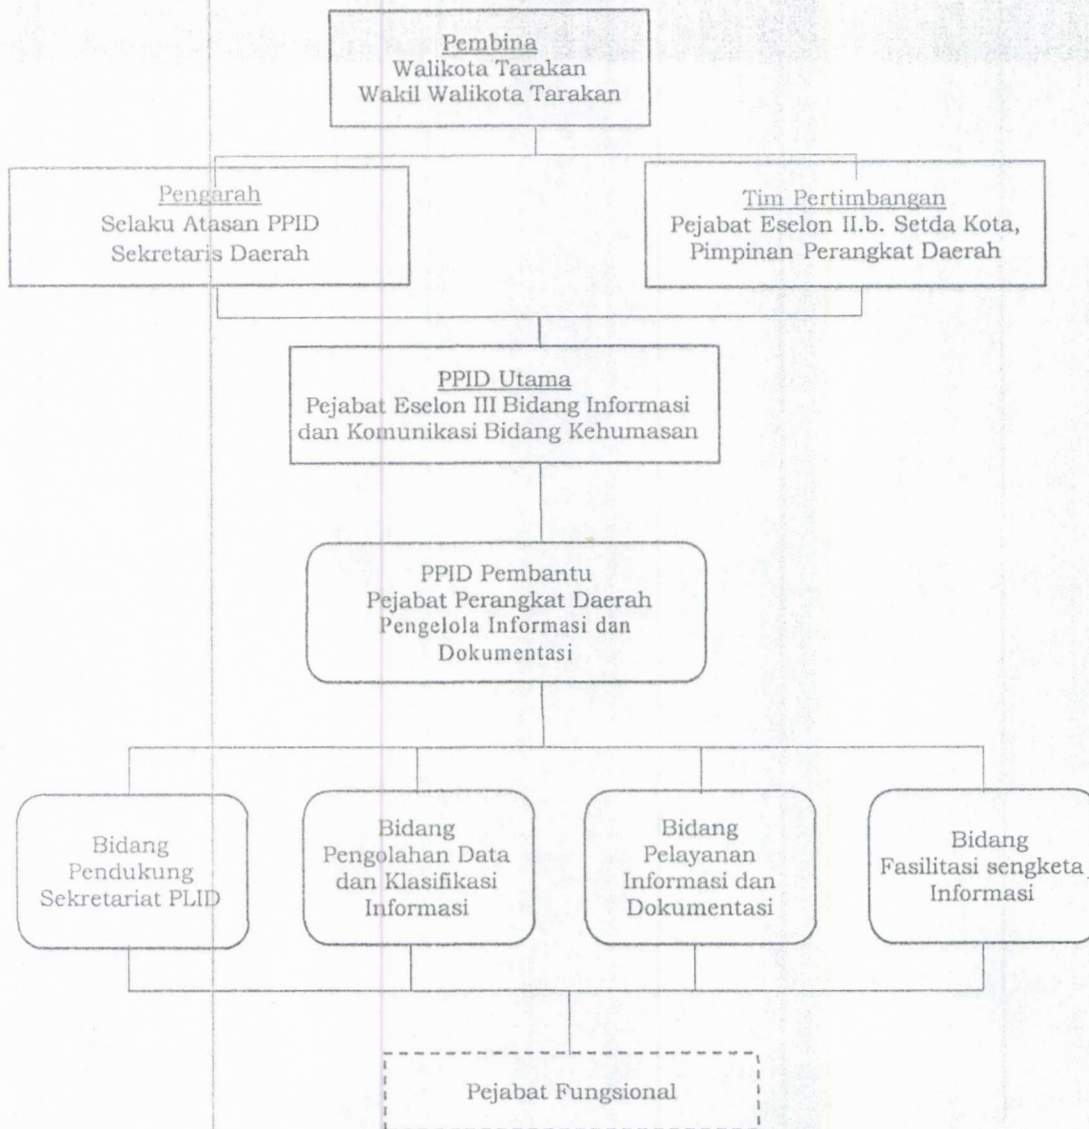 Pembina
Walikota Tarakan
Wakil Walikota Tarakan
Pengarah
Selaku Atasan PPID
Sekretaris Daerah
Tim Pertimbangan
Pejabat Eselon II.b. Setda Kota,
Pimpinan Perangkat Daerah
PPID Utama
Pejabat Eselon III Bidang Informasi
dan Komunikasi Bidang Kehumasan
PPID Pembantu
Pejabat Perangkat Daerah
Pengelola Informasi dan
Dokumentasi
Bidang
Pendukung
Sekretariat PLID
Bidang
Pengolahan Data
dan Klasifikasi
Informasi
Bidang
Pelayanan
Informasi dan
Dokumentasi
Bidang
Fasilitasi sengketa
Informasi
Pejabat Fungsional